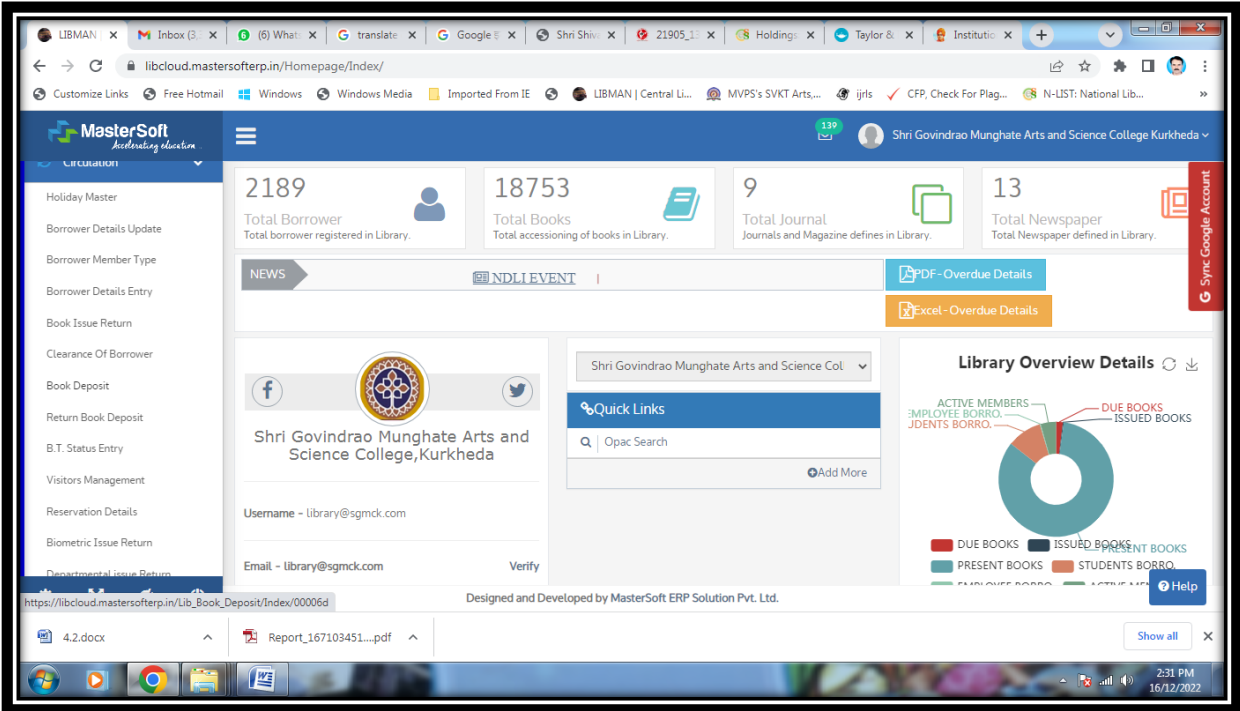 LIBMAN
Inbox (3,
(6) What
translate
Google
Shri Shiv
21905_1
Holdings
Taylor &
Institutio
libcloud.mastersofterp.in/Homepage/Index/
Customize Links
Free Hotmail
Windows
Windows Media
Imported From IE
LIBMAN | Central Li...
MVPS's SVKT Arts,...
ijrls
CFP, Check For Plag...
N-LIST: National Lib...
»
MasterSoft
Accelerating education...
139
Shri Govindrao Munghate Arts and Science College Kurkheda
Circulation
Holiday Master
Borrower Details Update
Borrower Member Type
Borrower Details Entry
Book Issue Return
Clearance Of Borrower
Book Deposit
Return Book Deposit
B.T. Status Entry
Visitors Management
Reservation Details
Biometric Issue Return
Departmental issue Return
2189
Total Borrower
Total borrower registered in Library.
18753
Total Books
Total accessioning of books in Library.
9
Total Journal
Journals and Magazine defines in Library.
13
Total Newspaper
Total Newspaper defined in Library.
G Sync Google Account
NEWS
NDLI EVENT |
PDF-Overdue Details
Excel-Overdue Details
Shri Govindrao Munghate Arts and
Science College,Kurkheda
Username - library@sgmck.com
Email - library@sgmck.com
Verify
Shri Govindrao Munghate Arts and Science Col
Quick Links
Opac Search
Add More
Library Overview Details
ACTIVE MEMBERS
EMPLOYEE BORRO.
UDENTS BORRO.
DUE BOOKS
ISSUED BOOKS
PRESENT BOOKS
DUE BOOKS
ISSUED BOOKS
PRESENT BOOKS
STUDENTS BORRO.
EMPLOYEE BORRO.
ACTIVE MEM
Help
https://libcloud.mastersofterp.in/Lib_Book_Deposit/Index/00006d
Designed and Developed by MasterSoft ERP Solution Pvt. Ltd.
4.2.docx
Report_167103451....pdf
Show all
2:31 PM
16/12/2022